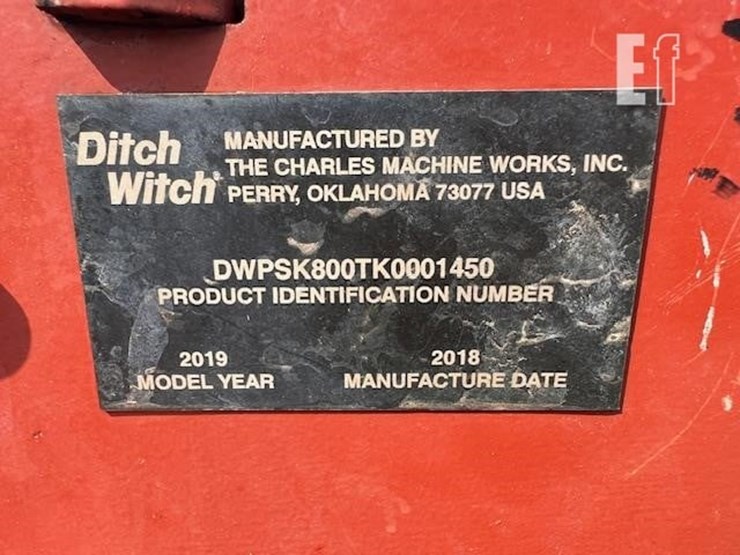 Ef
Ditch Witch
MANUFACTURED BY
THE CHARLES MACHINE WORKS, INC.
PERRY, OKLAHOMA 73077 USA
DWPSK800TK0001450
PRODUCT IDENTIFICATION NUMBER
2019
MODEL YEAR
2018
MANUFACTURE DATE